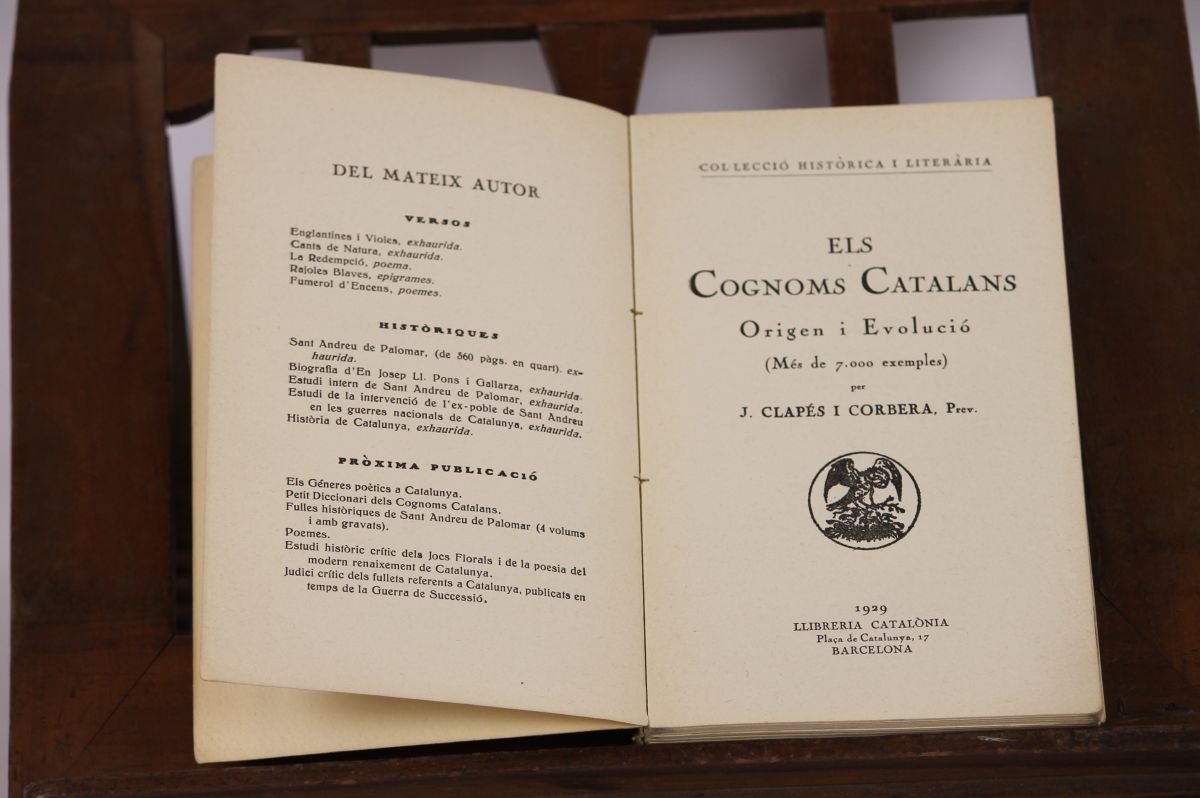 DEL MATEIX AUTOR
VERSOS
Englantines i Violes, exhaurida.
Cants de Natura, exhaurida.
La Redempció, poema.
Rajoles Blaves, epigrames.
Fumerol d'Encens, poemes.
HISTÒRIQUES
Sant Andreu de Palomar, (de 360 pàgs. en quart). ex-
haurida.
Biografia d'En Josep Ll. Pons i Gallarza, exhaurida.
Estudi intern de Sant Andreu de Palomar, exhaurida.
Estudi de la intervenció de l'ex-poble de Sant Andreu
en les guerres nacionals de Catalunya, exhaurida.
Història de Catalunya, exhaurida.
PRÒXIMA PUBLICACIÓ
Els Géneres poètics a Catalunya.
Petit Diccionari dels Cognoms Catalans.
Fulles històriques de Sant Andreu de Palomar (4 volums
i amb gravats).
Poemes.
Estudi històric crític dels Jocs Florals i de la poesia del
modern renaixement de Catalunya.
Judici crític dels fullets referents a Catalunya, publicats en
temps de la Guerra de Successió.
COL·LECCIÓ HISTÒRICA I LITERÀRIA
ELS
COGNOMS CATALANS
Origen i Evolució
(Més de 7.000 exemples)
per
J. CLAPÉS I CORBERA, Prev.
1929
LLIBRERIA CATALÒNIA
Plaça de Catalunya, 17
BARCELONA